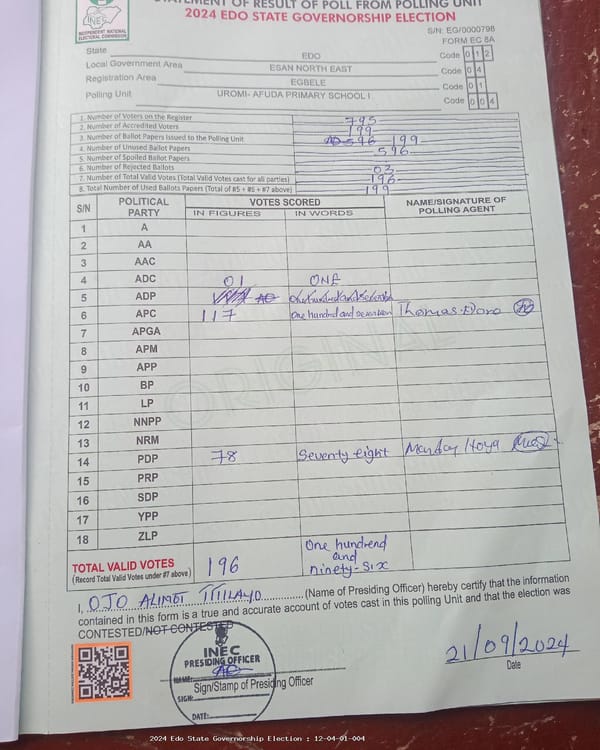 STATEMENT OF RESULT OF POLL FROM POLLING UNIT
2024 EDO STATE GOVERNORSHIP ELECTION
INEC
INDEPENDENT NATIONAL ELECTORAL COMMISSION
S/N: EG/0000798
FORM EC 8A
State EDO Code 0 1 2
Local Government Area ESAN NORTH EAST Code 0 4
Registration Area EGBELE Code 0 1
Polling Unit UROMI- AFUDA PRIMARY SCHOOL I Code 0 0 4
1. Number of Voters on the Register 795
2. Number of Accredited Voters 199
3. Number of Ballot Papers Issued to the Polling Unit 596 199
4. Number of Unused Ballot Papers 596
5. Number of Spoiled Ballot Papers
6. Number of Rejected Ballots 03
7. Number of Total Valid Votes (Total Valid Votes cast for all parties) 196
8. Total Number of Used Ballots Papers (Total of #5 + #6 + #7 above) 199
S/N POLITICAL PARTY VOTES SCORED NAME/SIGNATURE OF POLLING AGENT
IN FIGURES IN WORDS
1 A
2 AA
3 AAC
4 ADC 01 ONE
5 ADP
6 APC 117 One hundred and seventeen Thomas
7 APGA
8 APM
9 APP
10 BP
11 LP
12 NNPP
13 NRM
14 PDP 78 Seventy eight Monday
15 PRP
16 SDP
17 YPP
18 ZLP
TOTAL VALID VOTES 196 One hundrend and ninety-six
(Record Total Valid Votes under #7 above)
I, OJO ALIMOT TITILAYO (Name of Presiding Officer) hereby certify that the information
contained in this form is a true and accurate account of votes cast in this polling Unit and that the election was
CONTESTED/NOT CONTESTED
INEC
PRESIDING OFFICER
NAME:
Sign/Stamp of Presiding Officer
SIGN:
DATE:
21/09/2024
Date
ORIGINAL
2024 Edo State Governorship Election : 12-04-01-004